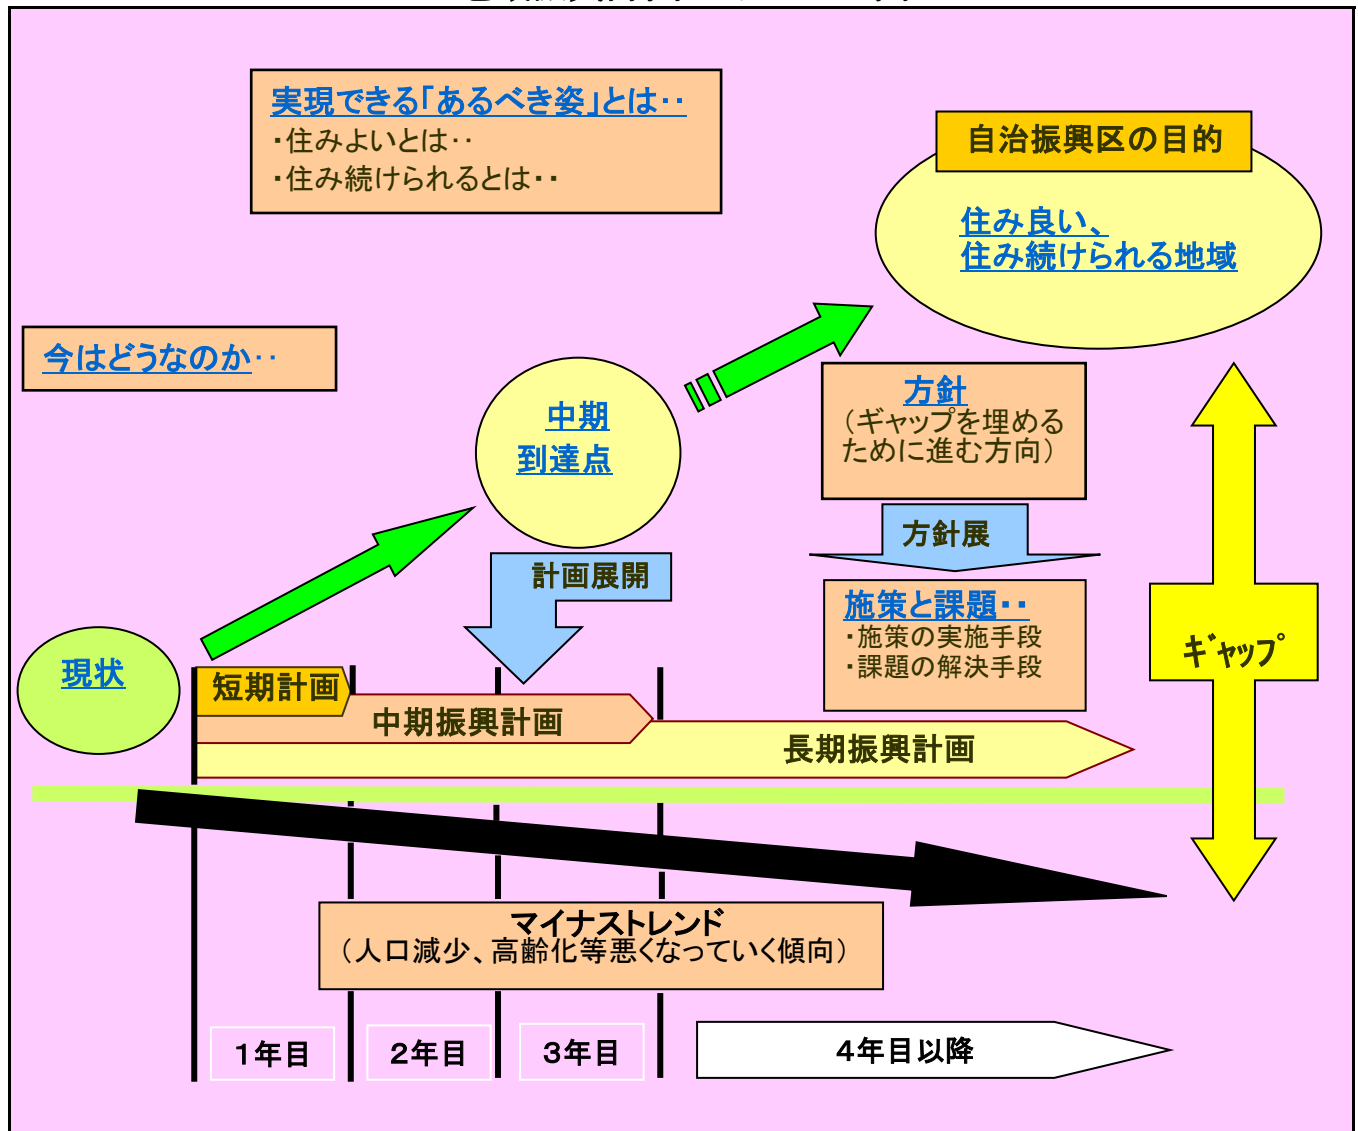 実現できる｢あるべき姿｣とは‥
・住みよいとは‥
・住み続けられるとは‥
自治振興区の目的
住み良い、
住み続けられる地域
今はどうなのか‥
中期
到達点
方針
（ギャップを埋める
ために進む方向）
方針展
計画展開
施策と課題‥
・施策の実施手段
・課題の解決手段
ｷﾞｬｯﾌﾟ
現状
短期計画
中期振興計画
長期振興計画
マイナストレンド
（人口減少、高齢化等悪くなっていく傾向）
１年目
２年目
３年目
４年目以降